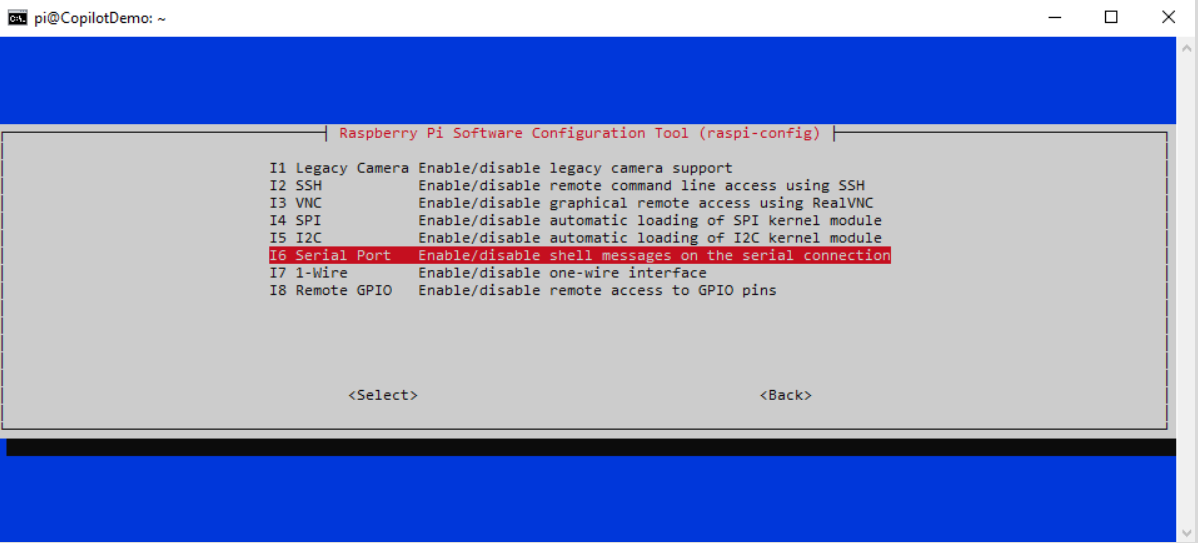 pi@CopilotDemo: ~
Raspberry Pi Software Configuration Tool (raspi-config)
I1 Legacy Camera Enable/disable legacy camera support
I2 SSH Enable/disable remote command line access using SSH
I3 VNC Enable/disable graphical remote access using RealVNC
I4 SPI Enable/disable automatic loading of SPI kernel module
I5 I2C Enable/disable automatic loading of I2C kernel module
I6 Serial Port Enable/disable shell messages on the serial connection
I7 1-Wire Enable/disable one-wire interface
I8 Remote GPIO Enable/disable remote access to GPIO pins
<Select> <Back>